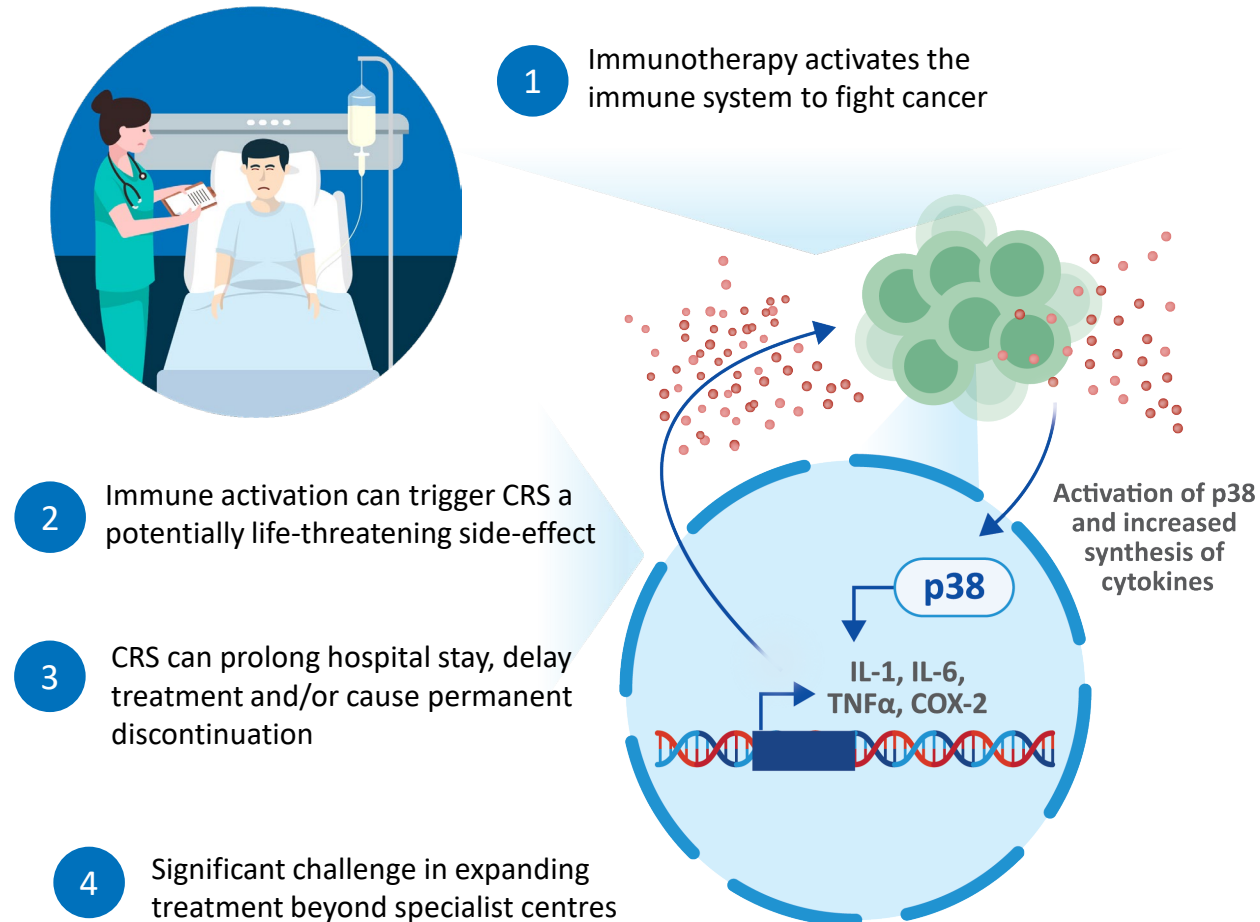 1
Immunotherapy activates the
immune system to fight cancer
2
Immune activation can trigger CRS a
potentially life-threatening side-effect
3
CRS can prolong hospital stay, delay
treatment and/or cause permanent
discontinuation
4
Significant challenge in expanding
treatment beyond specialist centres
Activation of p38
and increased
synthesis of
cytokines
p38
IL-1, IL-6,
TNFα, COX-2